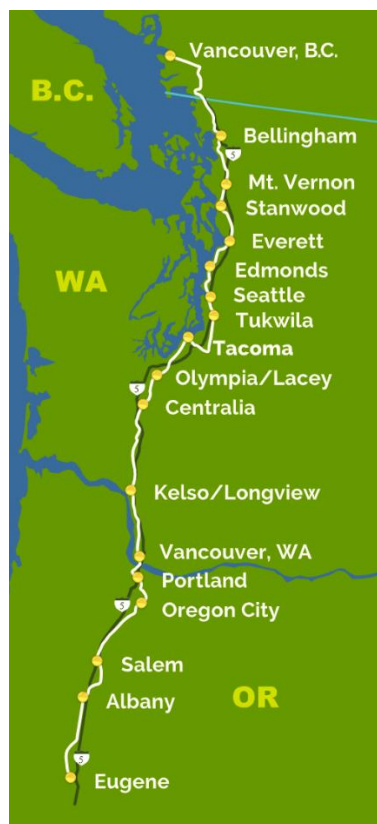 Vancouver, B.C.
B.C.
Bellingham
5
Mt. Vernon
Stanwood
Everett
Edmonds
WA
Seattle
Tukwila
Tacoma
Olympia/Lacey
5
Centralia
Kelso/Longview
Vancouver, WA
Portland
5
Oregon City
Salem
OR
Albany
5
Eugene